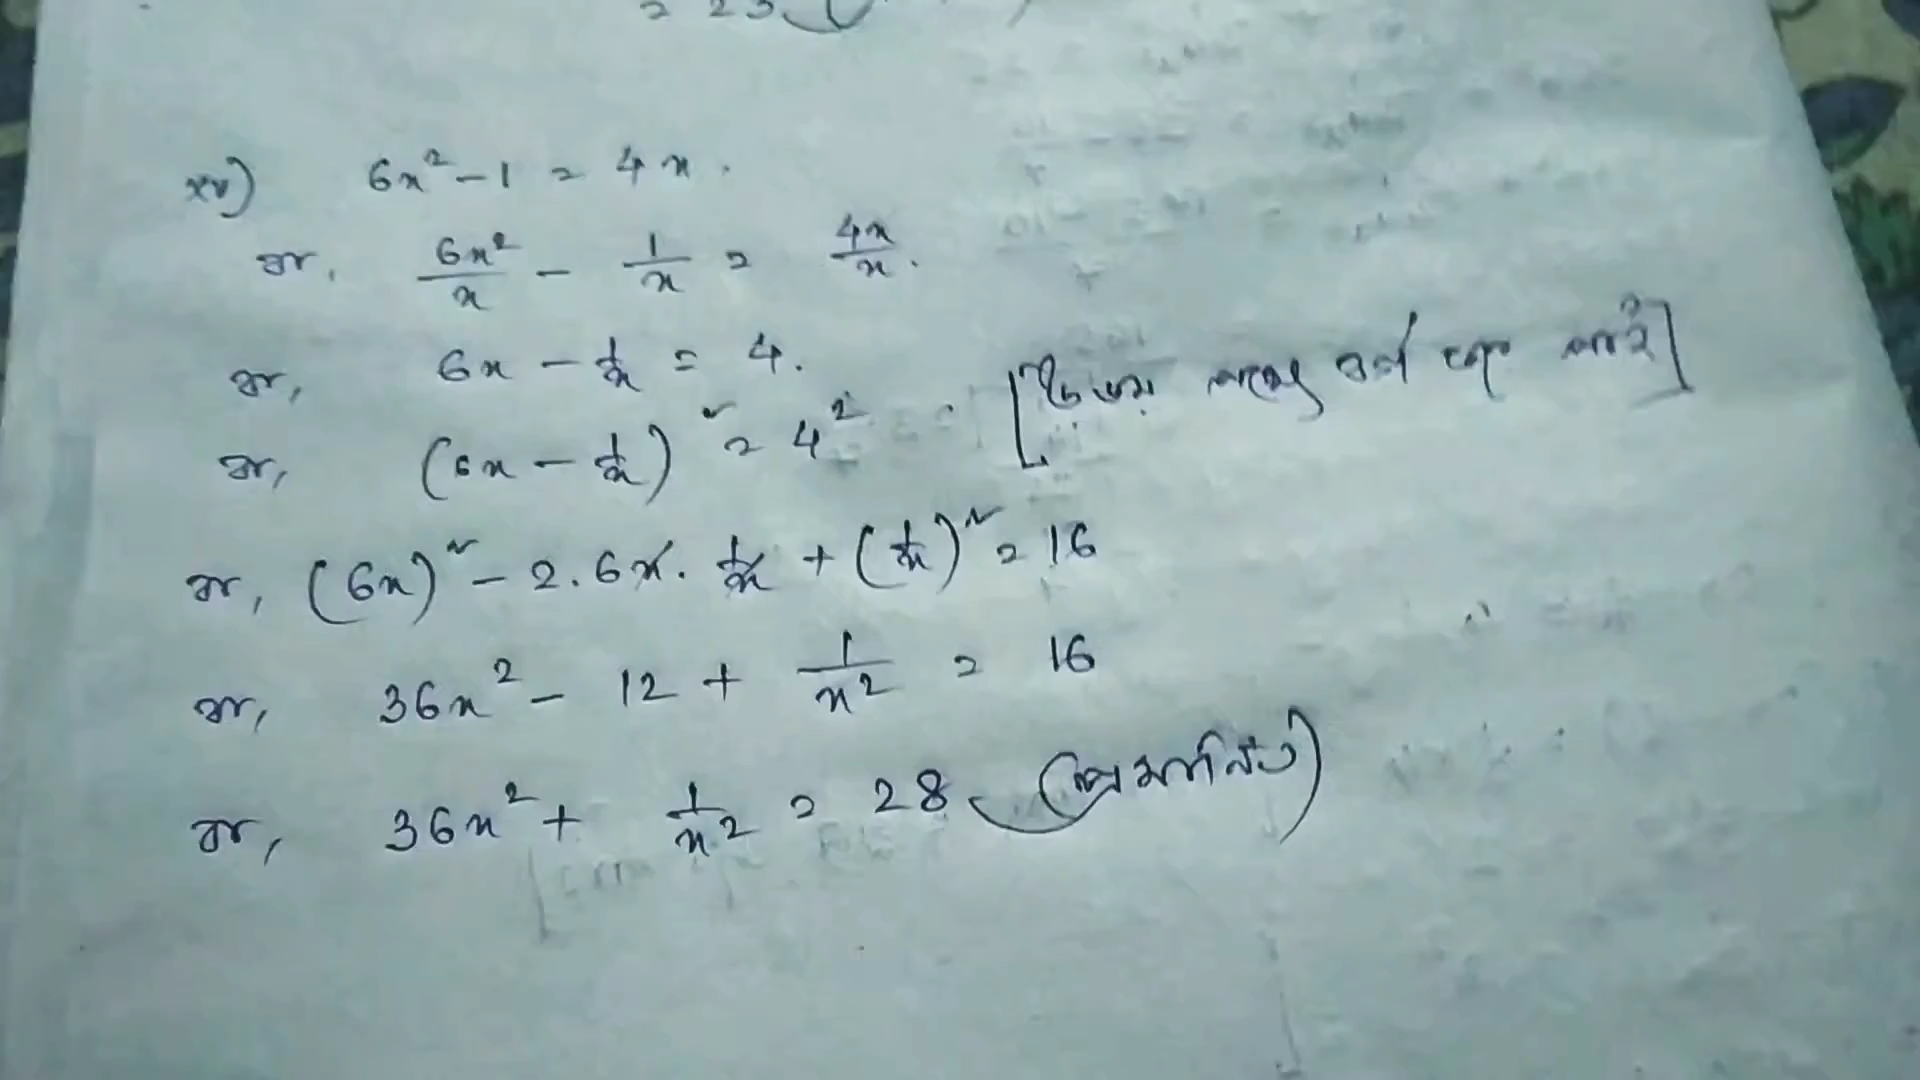 = 23
xv) 6x² - 1 = 4x.
বা, 6x²/x - 1/x = 4x/x.
বা, 6x - 1/x = 4.
বা, (6x - 1/x)² = 4² [উভয় পক্ষে বর্গ করে পাই]
বা, (6x)² - 2.6x. 1/x + (1/x)² = 16
বা, 36x² - 12 + 1/x² = 16
বা, 36x² + 1/x² = 28 (প্রমাণিত)